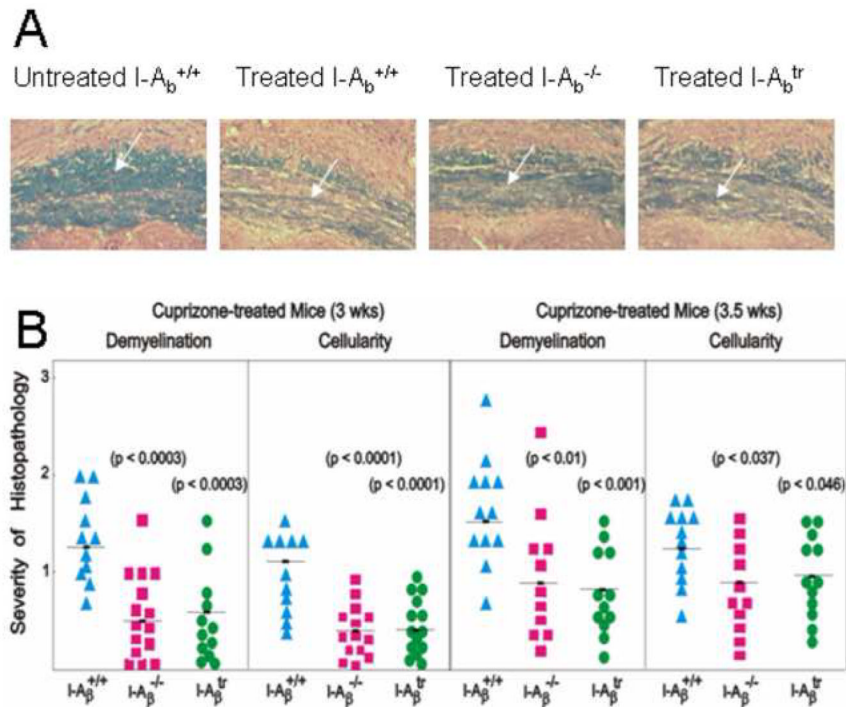 A
Untreated I-Ab+/+ Treated I-Ab+/+ Treated I-Ab-/- Treated I-Abtr
B
Cuprizone-treated Mice (3 wks) Cuprizone-treated Mice (3.5 wks)
Demyelination Cellularity Demyelination Cellularity
Severity of Histopathology
3
2
1
(p < 0.0003) (p < 0.0001) (p < 0.01) (p < 0.037)
(p < 0.0003) (p < 0.0001) (p < 0.001) (p < 0.046)
I-Aβ+/+ I-Aβ-/- I-Aβtr I-Aβ+/+ I-Aβ-/- I-Aβtr I-Aβ+/+ I-Aβ-/- I-Aβtr I-Aβ+/+ I-Aβ-/- I-Aβtr